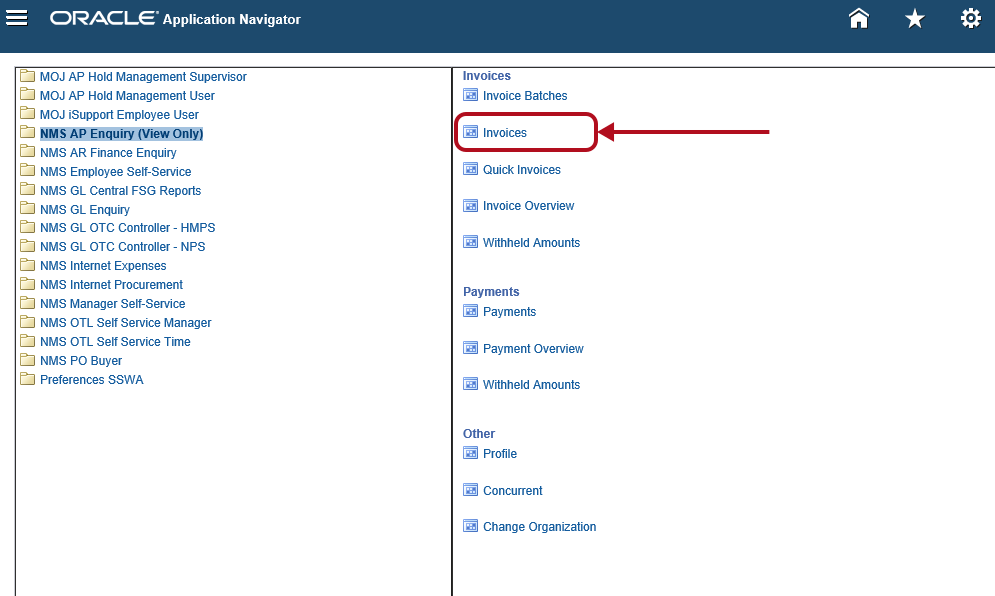 ORACLE Application Navigator
MOJ AP Hold Management Supervisor
MOJ AP Hold Management User
MOJ iSupport Employee User
NMS AP Enquiry (View Only)
NMS AR Finance Enquiry
NMS Employee Self-Service
NMS GL Central FSG Reports
NMS GL Enquiry
NMS GL OTC Controller - HMPS
NMS GL OTC Controller - NPS
NMS Internet Expenses
NMS Internet Procurement
NMS Manager Self-Service
NMS OTL Self Service Manager
NMS OTL Self Service Time
NMS PO Buyer
Preferences SSWA
Invoices
Invoice Batches
Invoices
Quick Invoices
Invoice Overview
Withheld Amounts
Payments
Payments
Payment Overview
Withheld Amounts
Other
Profile
Concurrent
Change Organization